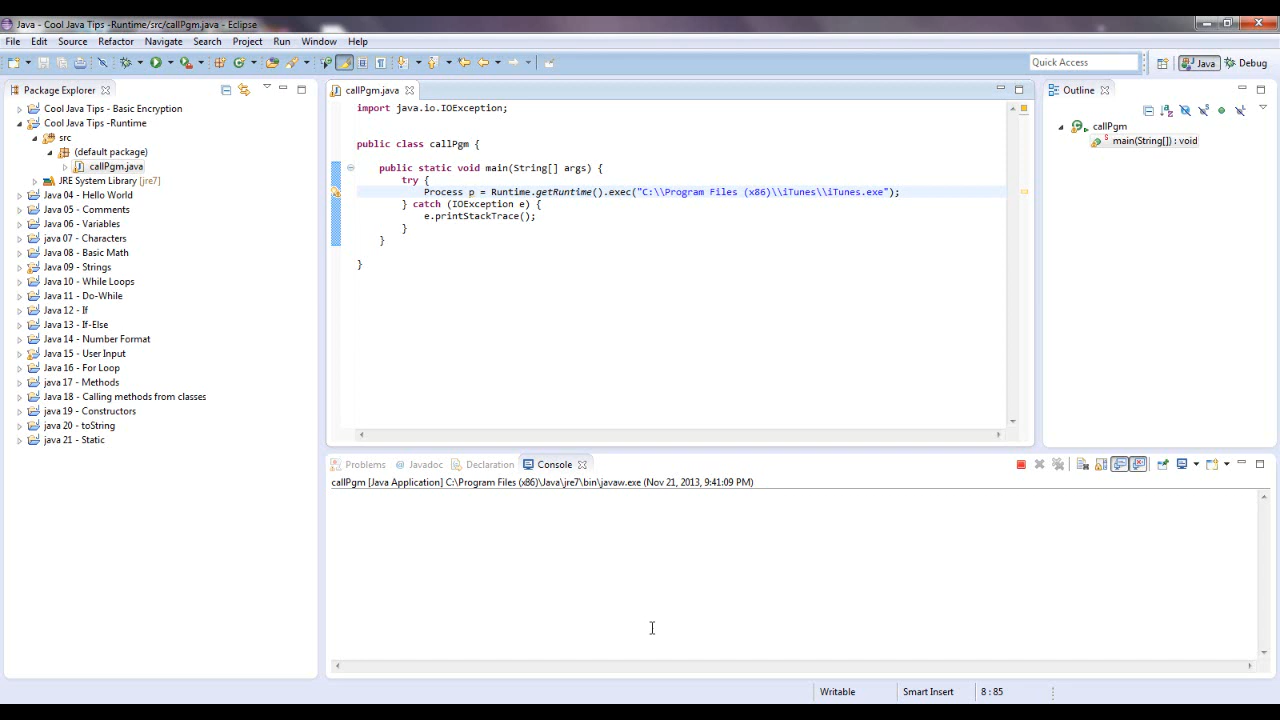 Java - Cool Java Tips -Runtime/src/callPgm.java - Eclipse
File Edit Source Refactor Navigate Search Project Run Window Help
Quick Access
Java
Debug
Package Explorer
Cool Java Tips - Basic Encryption
Cool Java Tips -Runtime
src
(default package)
callPgm.java
JRE System Library [jre7]
Java 04 - Hello World
Java 05 - Comments
Java 06 - Variables
java 07 - Characters
Java 08 - Basic Math
Java 09 - Strings
Java 10 - While Loops
Java 11 - Do-While
Java 12 - If
Java 13 - If-Else
Java 14 - Number Format
Java 15 - User Input
Java 16 - For Loop
java 17 - Methods
Java 18 - Calling methods from classes
java 19 - Constructors
java 20 - toString
java 21 - Static
callPgm.java
import java.io.IOException;
public class callPgm {
public static void main(String[] args) {
try {
Process p = Runtime.getRuntime().exec("C:\\Program Files (x86)\\iTunes\\iTunes.exe");
} catch (IOException e) {
e.printStackTrace();
}
}
}
Outline
callPgm
main(String[]) : void
Problems Javadoc Declaration Console
callPgm [Java Application] C:\Program Files (x86)\Java\jre7\bin\javaw.exe (Nov 21, 2013, 9:41:09 PM)
Writable Smart Insert 8 : 85